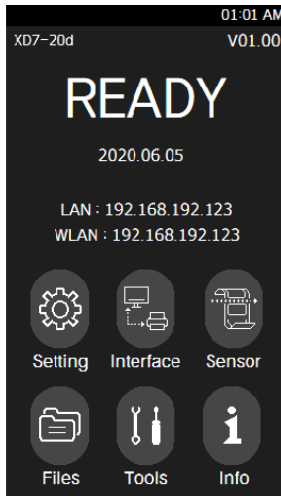 01:01 AM
XD7-20d V01.00
READY
2020.06.05
LAN : 192.168.192.123
WLAN : 192.168.192.123
Setting Interface Sensor
Files Tools Info